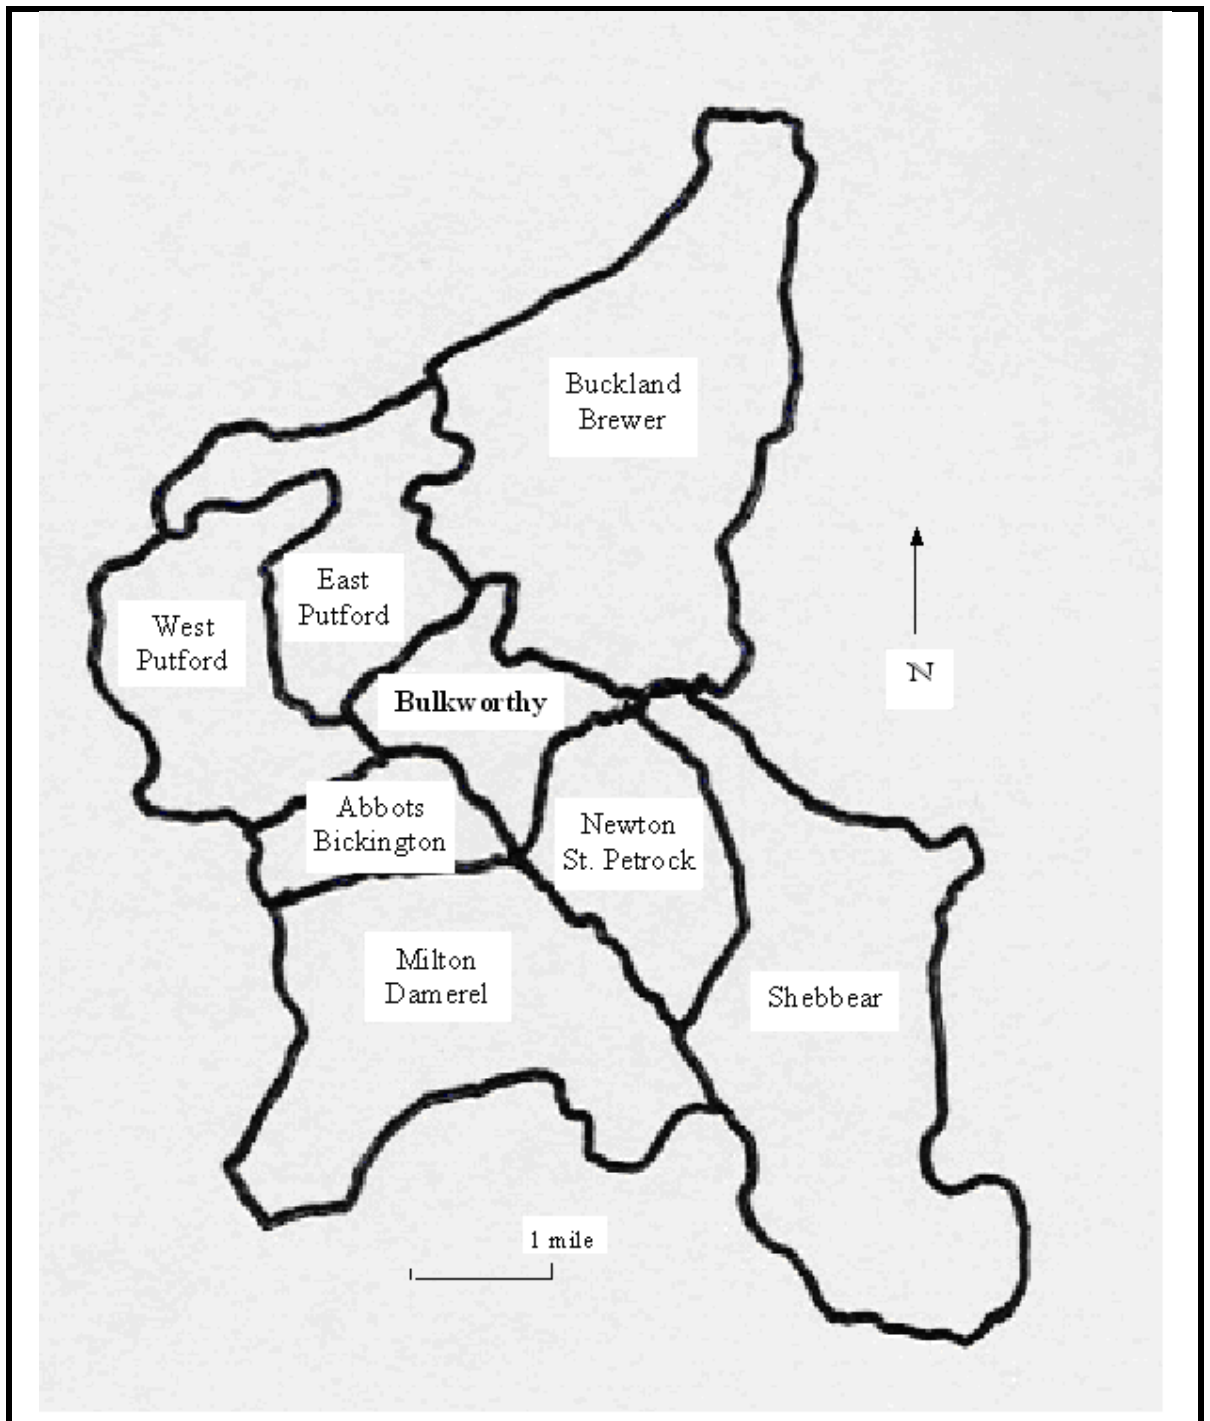 Buckland
Brewer
East
Putford
West
Putford
N
Bulkworthy
Abbots
Bickington
Newton
St. Petrock
Milton
Damerel
Shebbear
1 mile